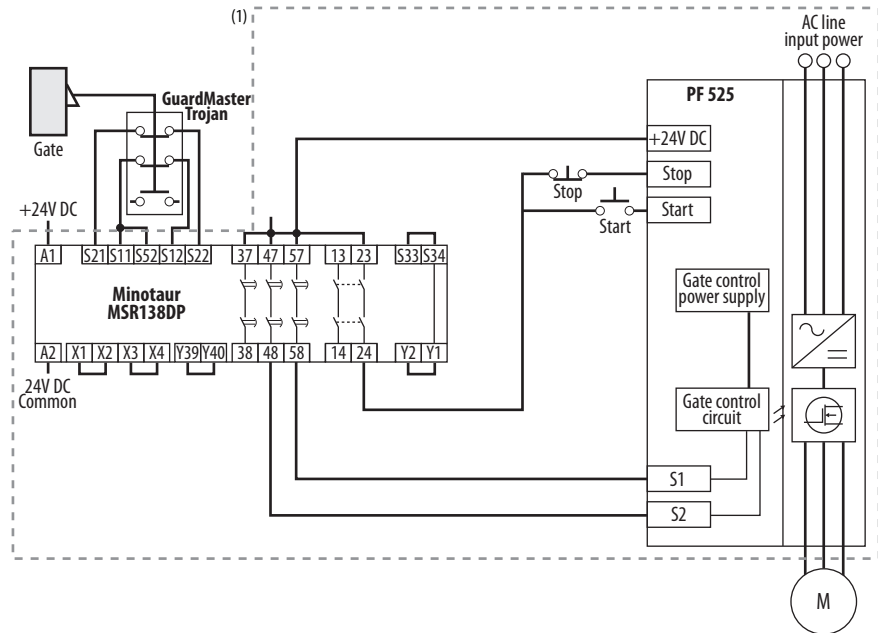 (1)
AC line
input power
GuardMaster
Trojan
Gate
PF 525
+24V DC
Stop
Stop
Start
Start
+24V DC
A1 S21 S11 S52 S12 S22 37 47 57 13 23 S33 S34
Minotaur
MSR138DP
A2 X1 X2 X3 X4 Y39 Y40 38 48 58 14 24 Y2 Y1
24V DC
Common
Gate control
power supply
Gate control
circuit
S1
S2
M